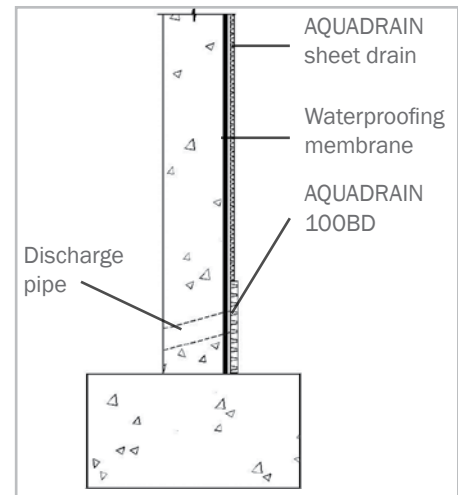 AQUADRAIN
sheet drain
Waterproofing
membrane
AQUADRAIN
100BD
Discharge
pipe